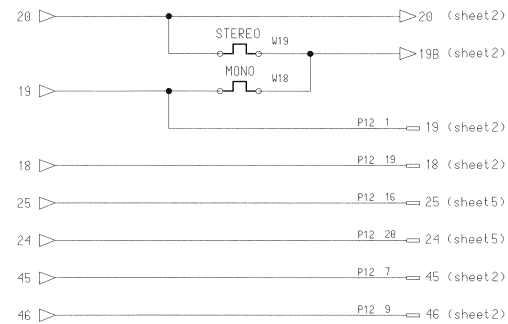 20 20 (sheet2)
STEREO W19
19B (sheet2)
MONO W18
19
P12 1 19 (sheet2)
18 P12 19 18 (sheet2)
25 P12 16 25 (sheet5)
24 P12 28 24 (sheet5)
45 P12 7 45 (sheet2)
46 P12 9 46 (sheet2)